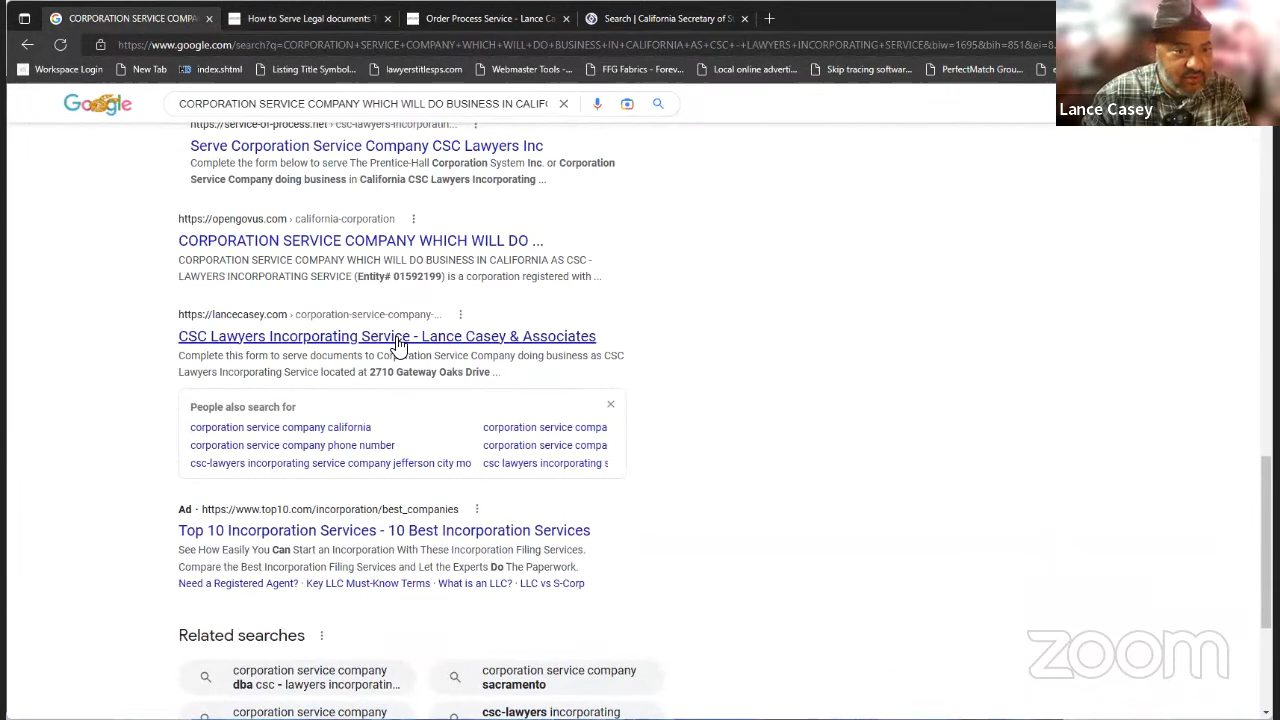 CORPORATION SERVICE COMPA
How to Serve Legal documents T
Order Process Service - Lance Ca
Search | California Secretary of St
https://www.google.com/search?q=CORPORATION+SERVICE+COMPANY+WHICH+WILL+DO+BUSINESS+IN+CALIFORNIA+AS+CSC+-+LAWYERS+INCORPORATING+SERVICE&biw=1695&bih=851&ei=8
Workspace Login
New Tab
index.shtml
Listing Title Symbol...
lawyerstitlesps.com
Webmaster Tools -...
FFG Fabrics - Forev...
Local online adverti...
Skip tracing softwar...
PerfectMatch Group...
Lance Casey
Google
CORPORATION SERVICE COMPANY WHICH WILL DO BUSINESS IN CALIFO
https://service-of-process.net › csc-lawyers-incorporatin...
Serve Corporation Service Company CSC Lawyers Inc
Complete the form below to serve The Prentice-Hall Corporation System Inc. or Corporation
Service Company doing business in California CSC Lawyers Incorporating ...
https://opengovus.com › california-corporation
CORPORATION SERVICE COMPANY WHICH WILL DO ...
CORPORATION SERVICE COMPANY WHICH WILL DO BUSINESS IN CALIFORNIA AS CSC -
LAWYERS INCORPORATING SERVICE (Entity# 01592199) is a corporation registered with ...
https://lancecasey.com › corporation-service-company-...
CSC Lawyers Incorporating Service - Lance Casey & Associates
Complete this form to serve documents to Corporation Service Company doing business as CSC
Lawyers Incorporating Service located at 2710 Gateway Oaks Drive ...
People also search for
corporation service company california
corporation service compa
corporation service company phone number
corporation service compa
csc-lawyers incorporating service company jefferson city mo
csc lawyers incorporating s
Ad · https://www.top10.com/incorporation/best_companies
Top 10 Incorporation Services - 10 Best Incorporation Services
See How Easily You Can Start an Incorporation With These Incorporation Filing Services.
Compare the Best Incorporation Filing Services and Let the Experts Do The Paperwork.
Need a Registered Agent? · Key LLC Must-Know Terms · What is an LLC? · LLC vs S-Corp
Related searches
corporation service company
dba csc - lawyers incorporatin...
corporation service company
sacramento
corporation service company
csc-lawyers incorporating
zoom